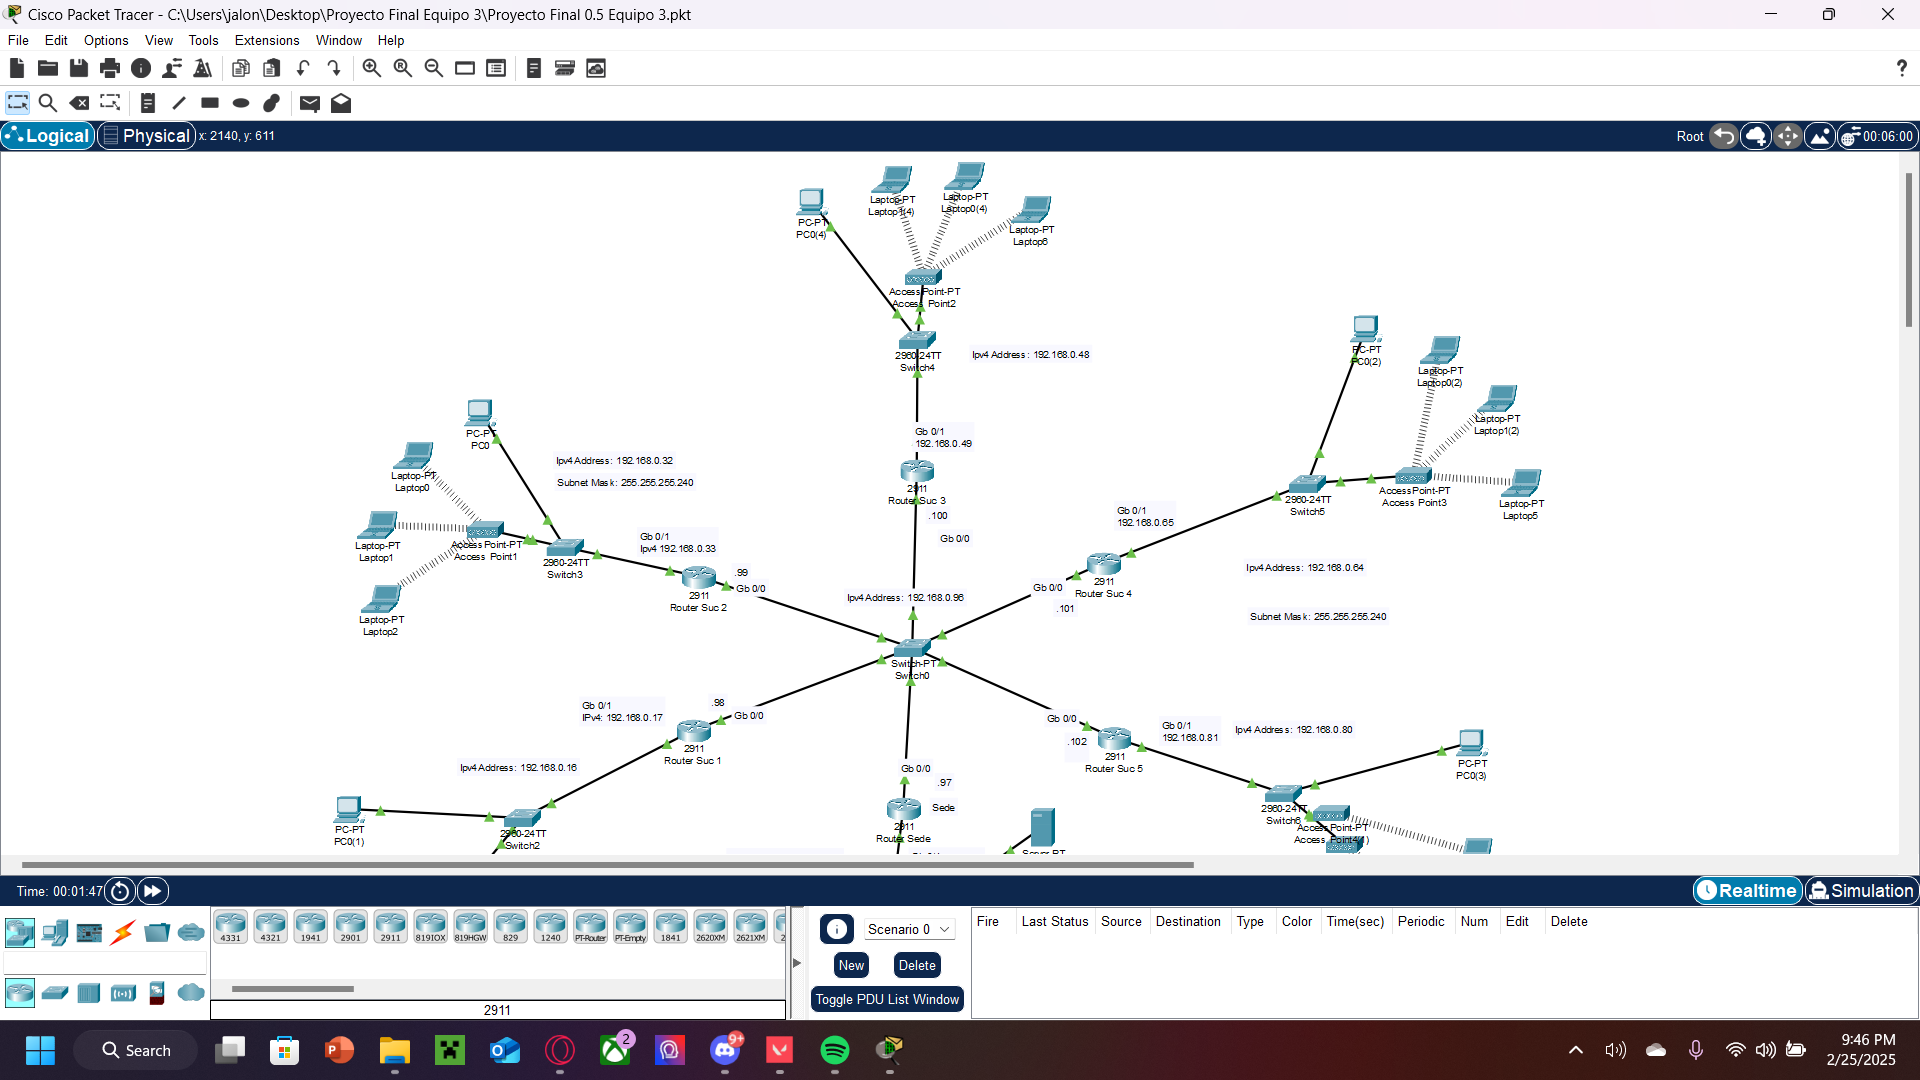 Cisco Packet Tracer - C:\Users\jalon\Desktop\Proyecto Final Equipo 3\Proyecto Final 0.5 Equipo 3.pkt
File Edit Options View Tools Extensions Window Help
?
Logical Physical x: 2140, y: 611
Root 00:06:00
Laptop-PT
Laptop1(4)
Laptop-PT
Laptop0(4)
PC-PT
PC0(4)
Laptop-PT
Laptop6
Access Point-PT
Access Point2
2960-24TT
Switch4
Ipv4 Address: 192.168.0.48
PC-PT
PC0(2)
Laptop-PT
Laptop0(2)
Laptop-PT
Laptop1(2)
Gb 0/1
192.168.0.49
PC-PT
PC0
Ipv4 Address: 192.168.0.32
Subnet Mask: 255.255.255.240
Laptop-PT
Laptop0
2911
Router Suc 3
.100
Gb 0/0
2960-24TT
Switch5
Access Point-PT
Access Point3
Laptop-PT
Laptop5
Gb 0/1
192.168.0.65
Laptop-PT
Laptop1
Access Point-PT
Access Point1
2960-24TT
Switch3
Gb 0/1
Ipv4 192.168.0.33
.99
Gb 0/0
2911
Router Suc 2
Ipv4 Address: 192.168.0.96
Gb 0/0
.101
2911
Router Suc 4
Ipv4 Address: 192.168.0.64
Subnet Mask: 255.255.255.240
Laptop-PT
Laptop2
Switch-PT
Switch0
Gb 0/1
IPv4: 192.168.0.17
.98
Gb 0/0
2911
Router Suc 1
Ipv4 Address: 192.168.0.16
Gb 0/0
.102
2911
Router Suc 5
Gb 0/1
192.168.0.81
Ipv4 Address: 192.168.0.80
PC-PT
PC0(3)
Gb 0/0
.97
Sede
2911
Router Sede
PC-PT
PC0(1)
2960-24TT
Switch2
Server-PT
2960-24TT
Switch6
Access Point-PT
Time: 00:01:47
Realtime Simulation
4331 4321 1941 2901 2911 819IOX 819HGW 829 1240 PT-Router PT-Empty 1841 2620XM 2621XM
2911
Scenario 0
New Delete
Toggle PDU List Window
Fire Last Status Source Destination Type Color Time(sec) Periodic Num Edit Delete
Search
2
9+
9:46 PM
2/25/2025